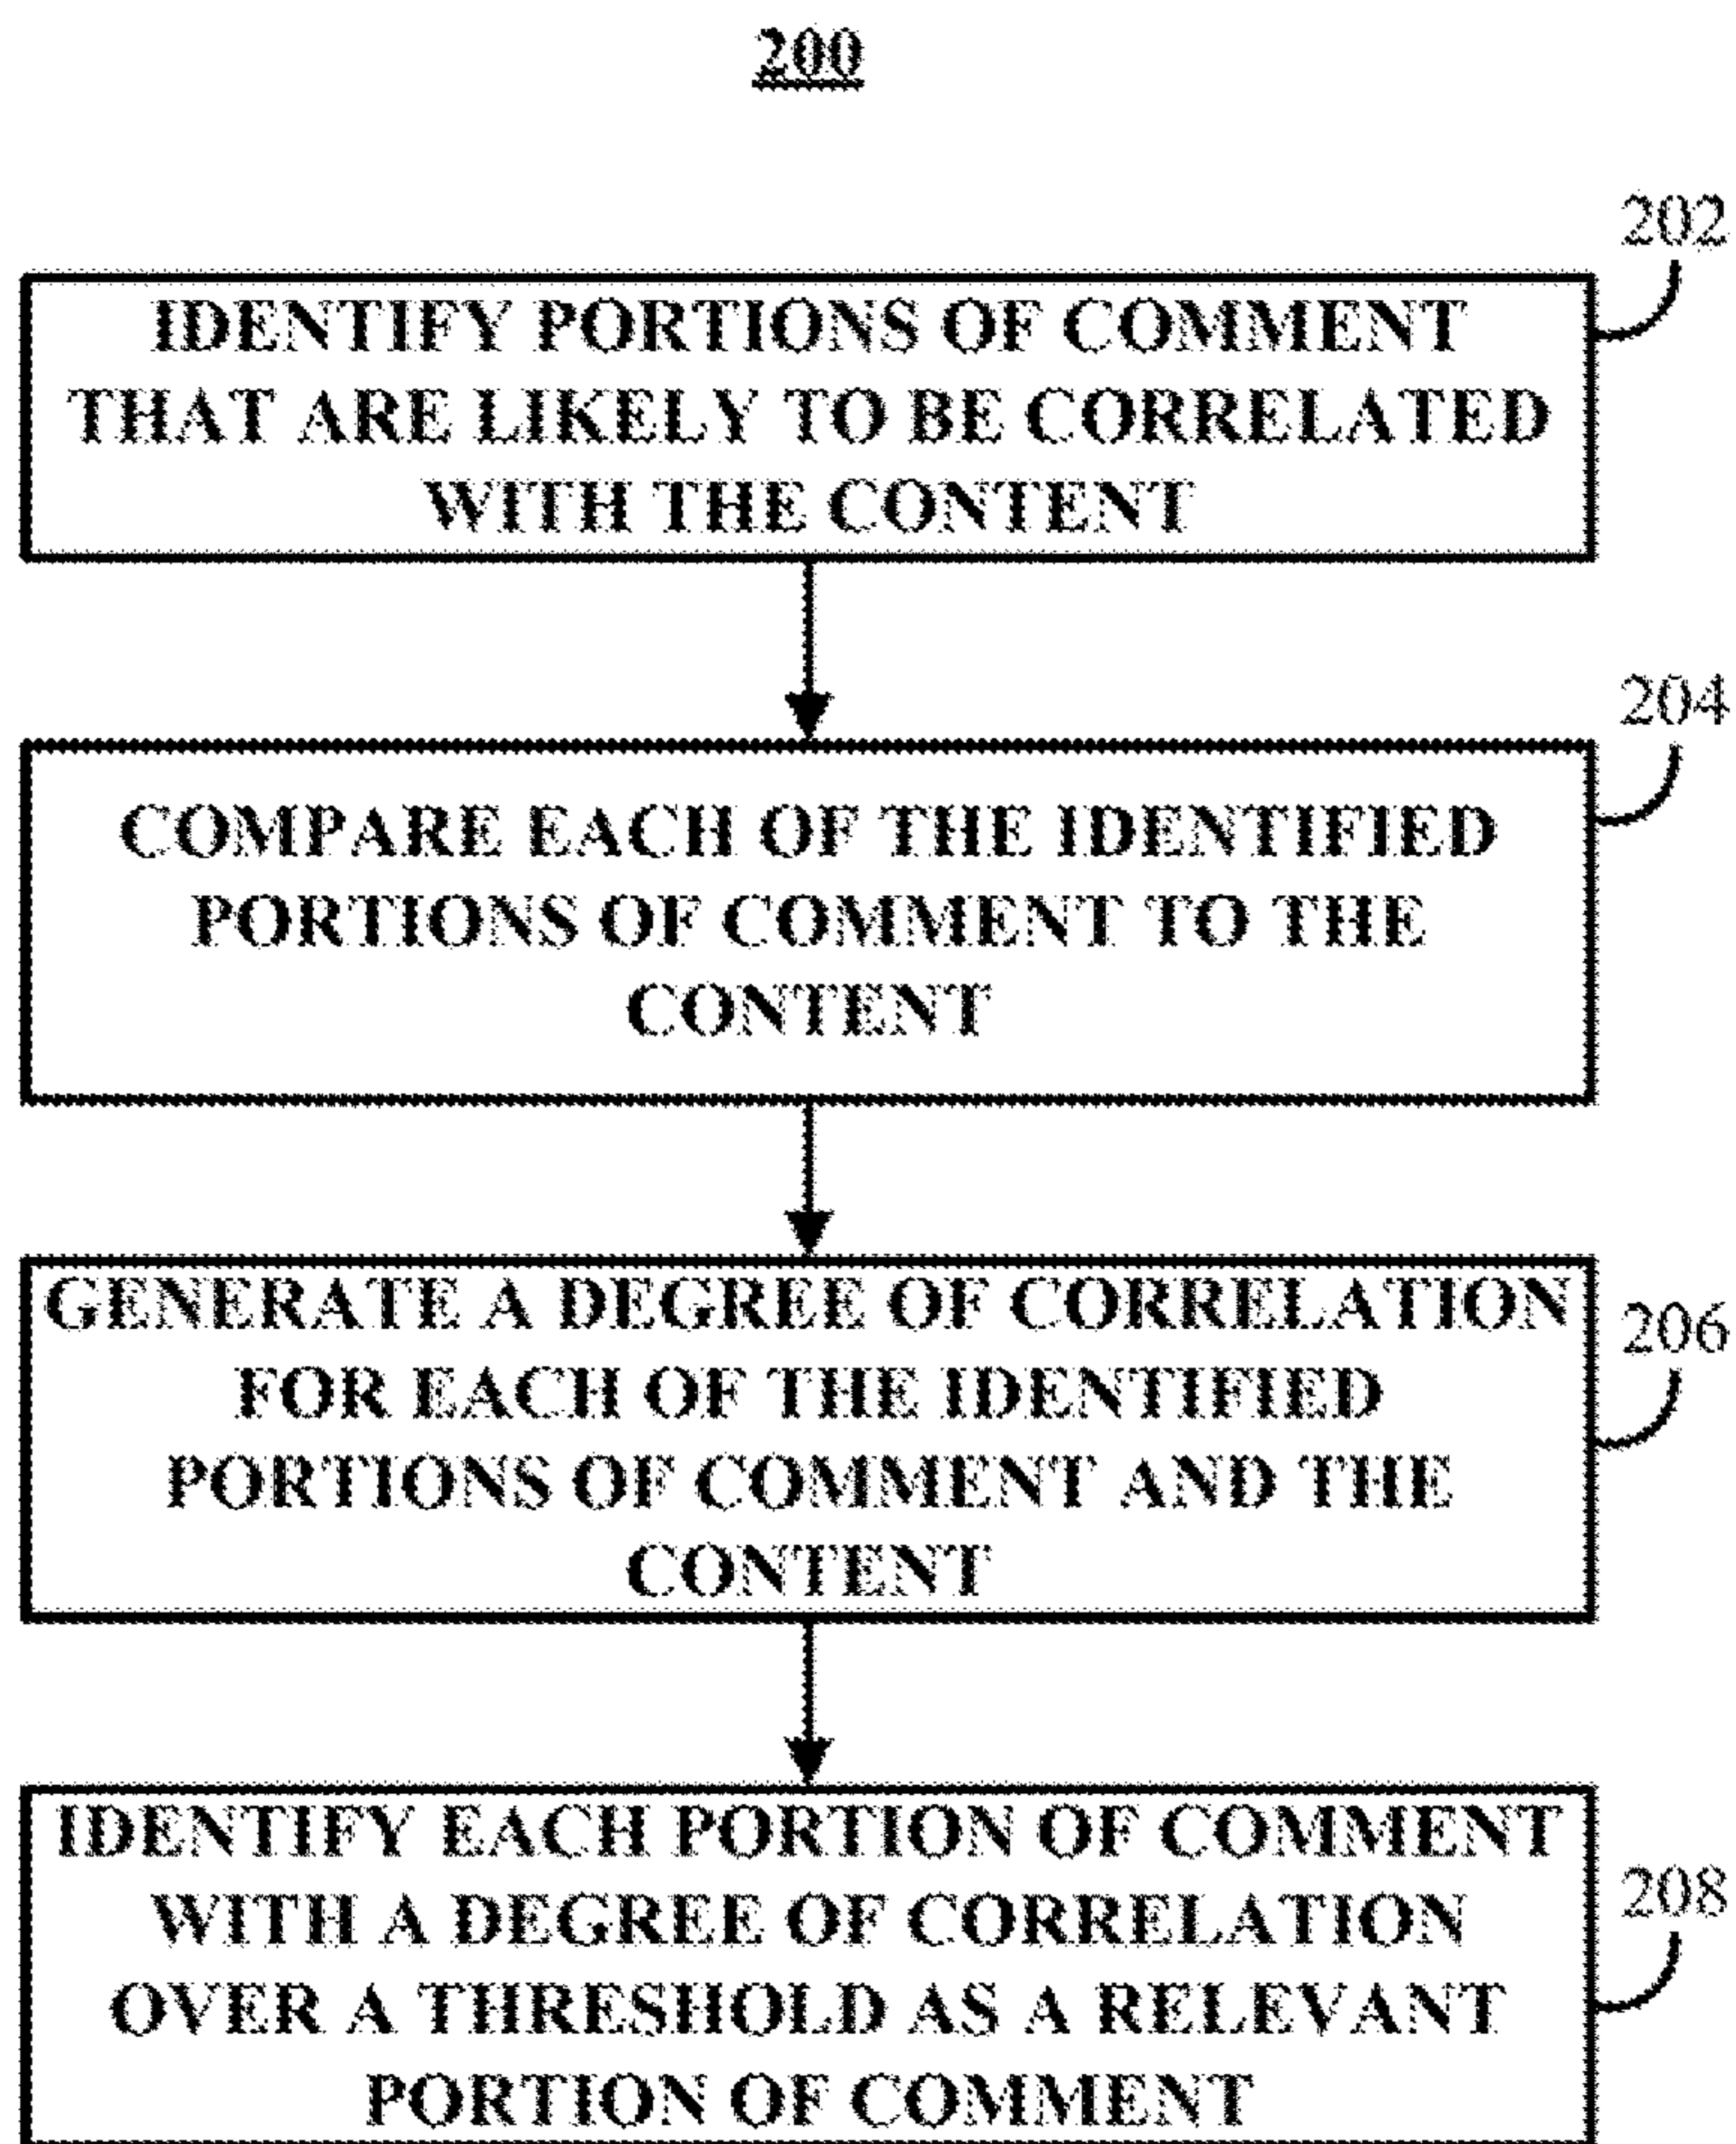 200
202
IDENTIFY PORTIONS OF COMMENT
THAT ARE LIKELY TO BE CORRELATED
WITH THE CONTENT
204
COMPARE EACH OF THE IDENTIFIED
PORTIONS OF COMMENT TO THE
CONTENT
206
GENERATE A DEGREE OF CORRELATION
FOR EACH OF THE IDENTIFIED
PORTIONS OF COMMENT AND THE
CONTENT
208
IDENTIFY EACH PORTION OF COMMENT
WITH A DEGREE OF CORRELATION
OVER A THRESHOLD AS A RELEVANT
PORTION OF COMMENT